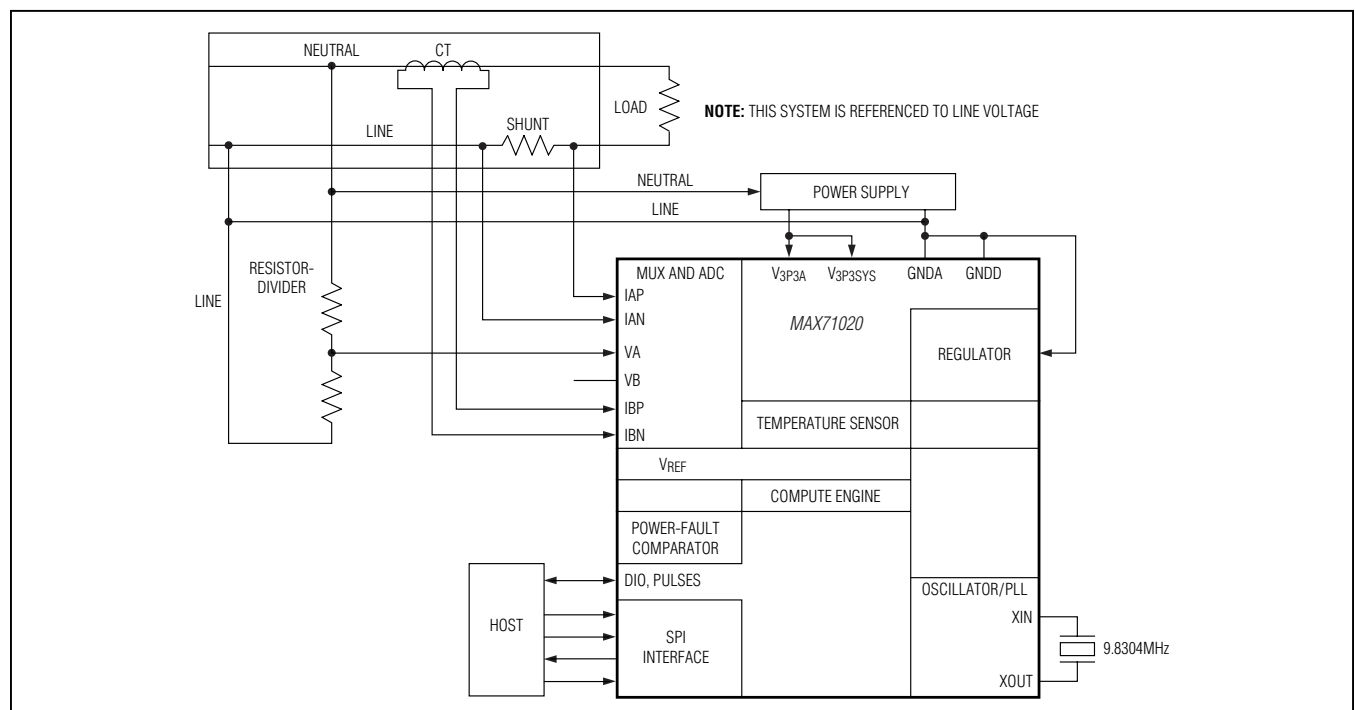 NEUTRAL
CT
LOAD
NOTE: THIS SYSTEM IS REFERENCED TO LINE VOLTAGE
LINE
SHUNT
NEUTRAL
POWER SUPPLY
LINE
RESISTOR-
DIVIDER
LINE
MUX AND ADC
V3P3A
V3P3SYS
GNDA
GNDD
IAP
IAN
MAX71020
VA
REGULATOR
VB
IBP
TEMPERATURE SENSOR
IBN
VREF
COMPUTE ENGINE
POWER-FAULT
COMPARATOR
DIO, PULSES
OSCILLATOR/PLL
HOST
SPI
INTERFACE
XIN
9.8304MHz
XOUT